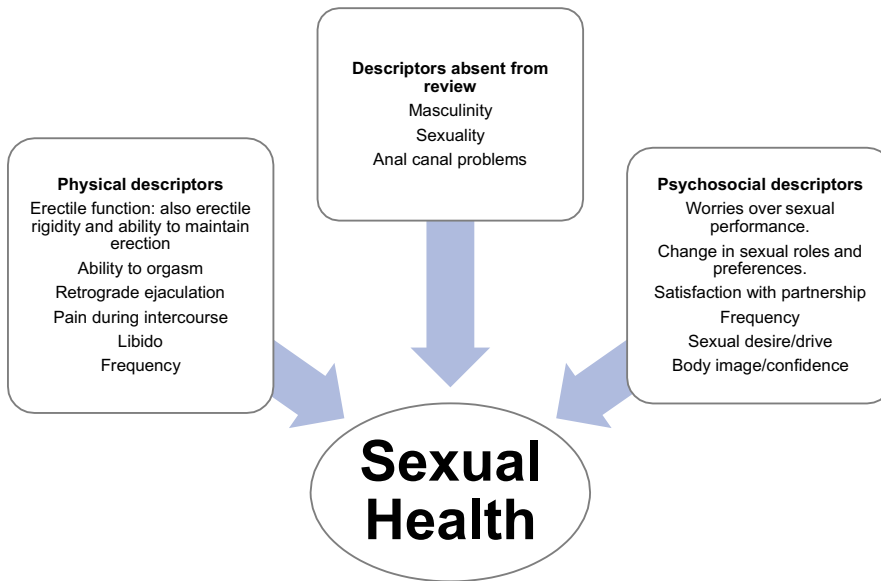 Descriptors absent from
review
Masculinity
Sexuality
Anal canal problems
Physical descriptors
Erectile function: also erectile
rigidity and ability to maintain
erection
Ability to orgasm
Retrograde ejaculation
Pain during intercourse
Libido
Frequency
Psychosocial descriptors
Worries over sexual
performance.
Change in sexual roles and
preferences.
Satisfaction with partnership
Frequency
Sexual desire/drive
Body image/confidence
Sexual
Health